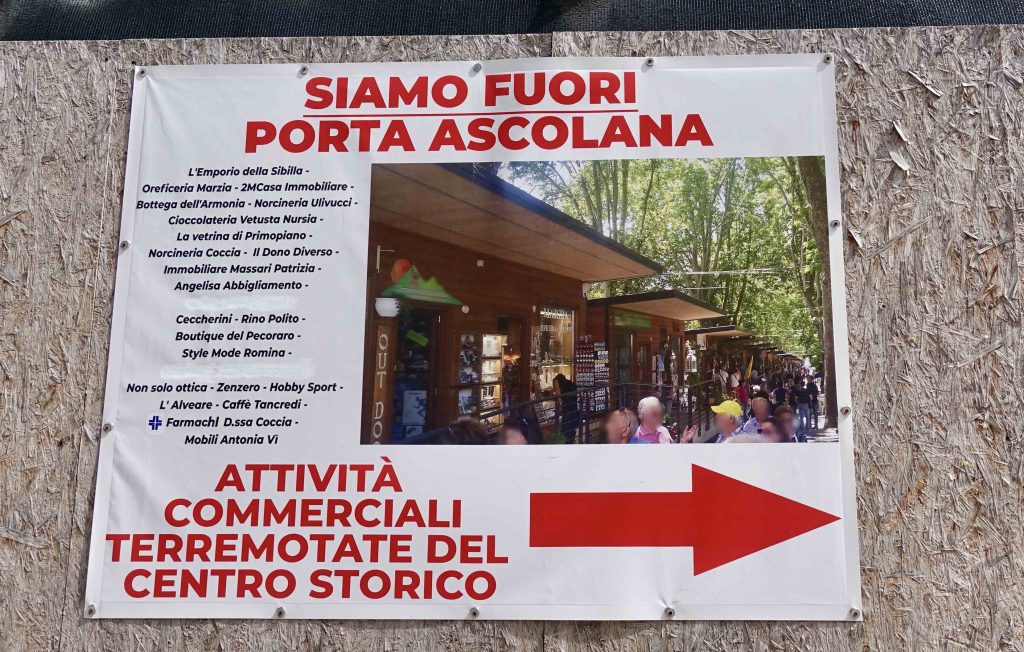 SIAMO FUORI
PORTA ASCOLANA
L'Emporio della Sibilla -
Oreficeria Marzia - 2MCasa Immobiliare -
Bottega dell'Armonia - Norcineria Ulivucci -
Cioccolateria Vetusta Nursia -
La vetrina di Primopiano -
Norcineria Coccia - Il Dono Diverso -
Immobiliare Massari Patrizia -
Angelisa Abbigliamento -
Ceccherini - Rino Polito -
Boutique del Pecoraro -
Style Mode Romina -
Non solo ottica - Zenzero - Hobby Sport -
L' Alveare - Caffè Tancredi -
Farmachl D.ssa Coccia -
Mobili Antonia Vì
OUT DO
ATTIVITÀ
COMMERCIALI
TERREMOTATE DEL
CENTRO STORICO